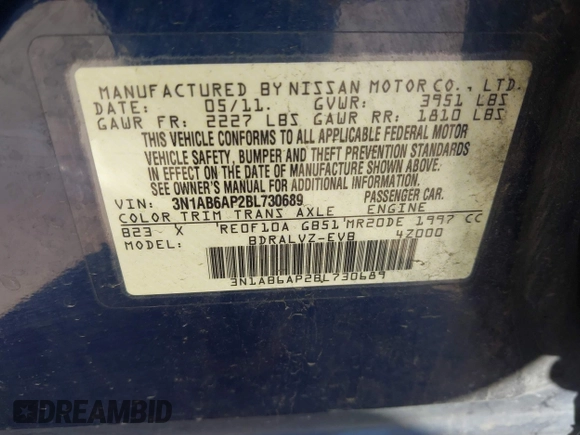 MANUFACTURED BY NISSAN MOTOR CO., LTD.
DATE: 05/11. GVWR: 3951 LBS
GAWR FR: 2227 LBS GAWR RR: 1810 LBS
THIS VEHICLE CONFORMS TO ALL APPLICABLE FEDERAL MOTOR
VEHICLE SAFETY, BUMPER AND THEFT PREVENTION STANDARDS
IN EFFECT ON THE DATE OF MANUFACTURE SHOWN ABOVE.
SEE OWNER'S MANUAL FOR ADDITIONAL INFORMATION.
VIN: 3N1AB6AP2BL730689 PASSENGER CAR.
COLOR TRIM TRANS AXLE ENGINE
B23 X RE0F10A GB51 MR20DE 1997 CC
MODEL: BDRALVZ-EVB 4Z000
3N1AB6AP2BL730689
DREAMBID